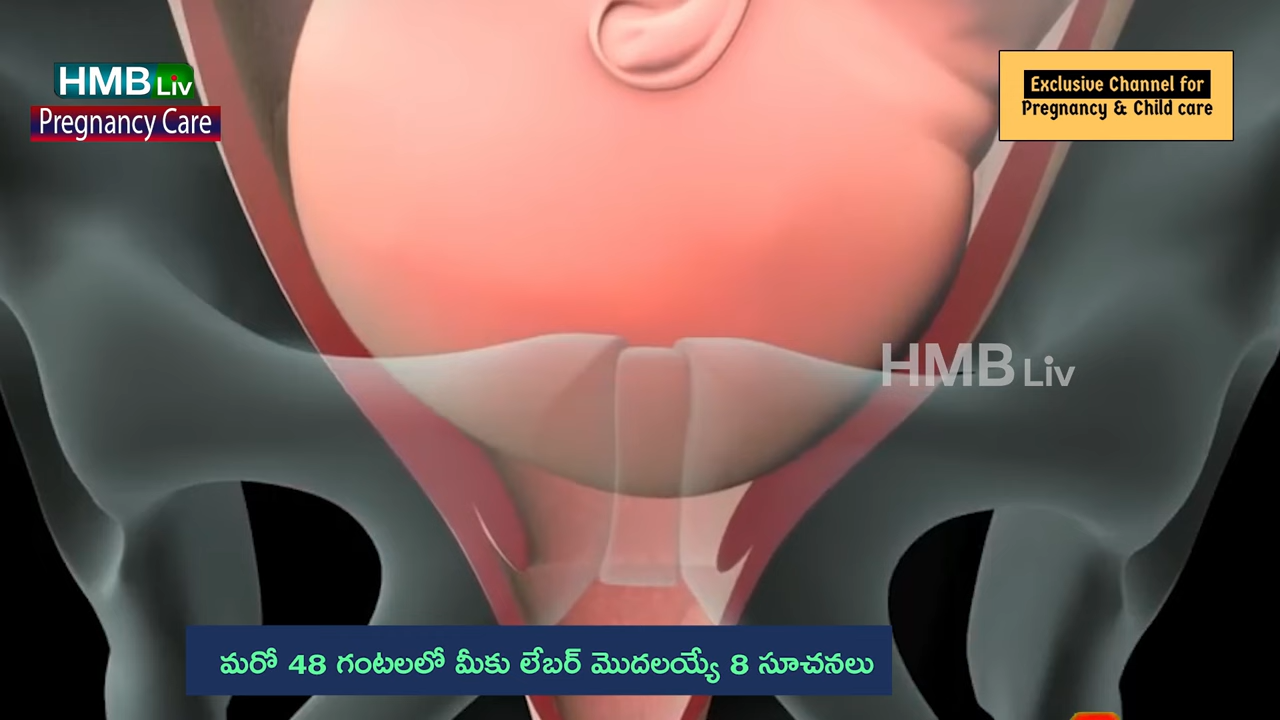 HMB Liv
Pregnancy Care
Exclusive Channel for
Pregnancy & Child care
HMB Liv
మరో 48 గంటలలో మీకు లేబర్ మొదలయ్యే 8 సూచనలు